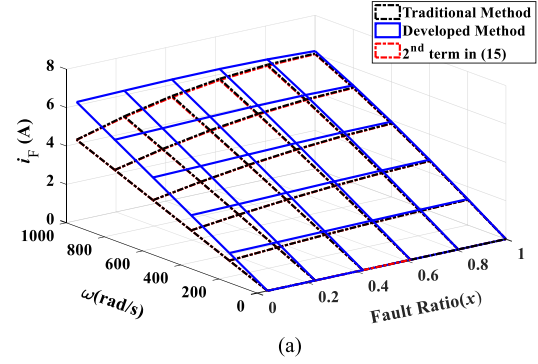 Traditional Method
Developed Method
2nd term in (15)
8
6
4
2
0
iF (A)
1000
800
600
400
200
0
ω(rad/s)
0
0.2
0.4
0.6
0.8
1
Fault Ratio(x)
(a)